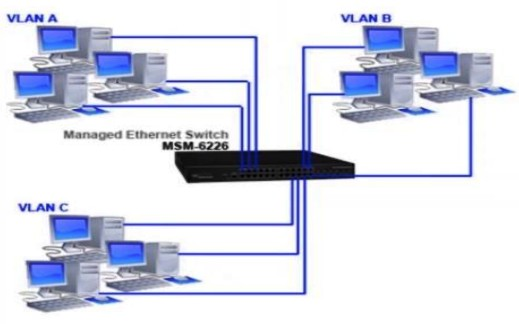 VLAN A
VLAN B
Managed Ethernet Switch
MSM-6226
VLAN C